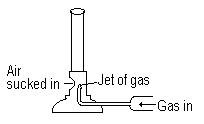 Air
sucked in
Jet of gas
Gas in